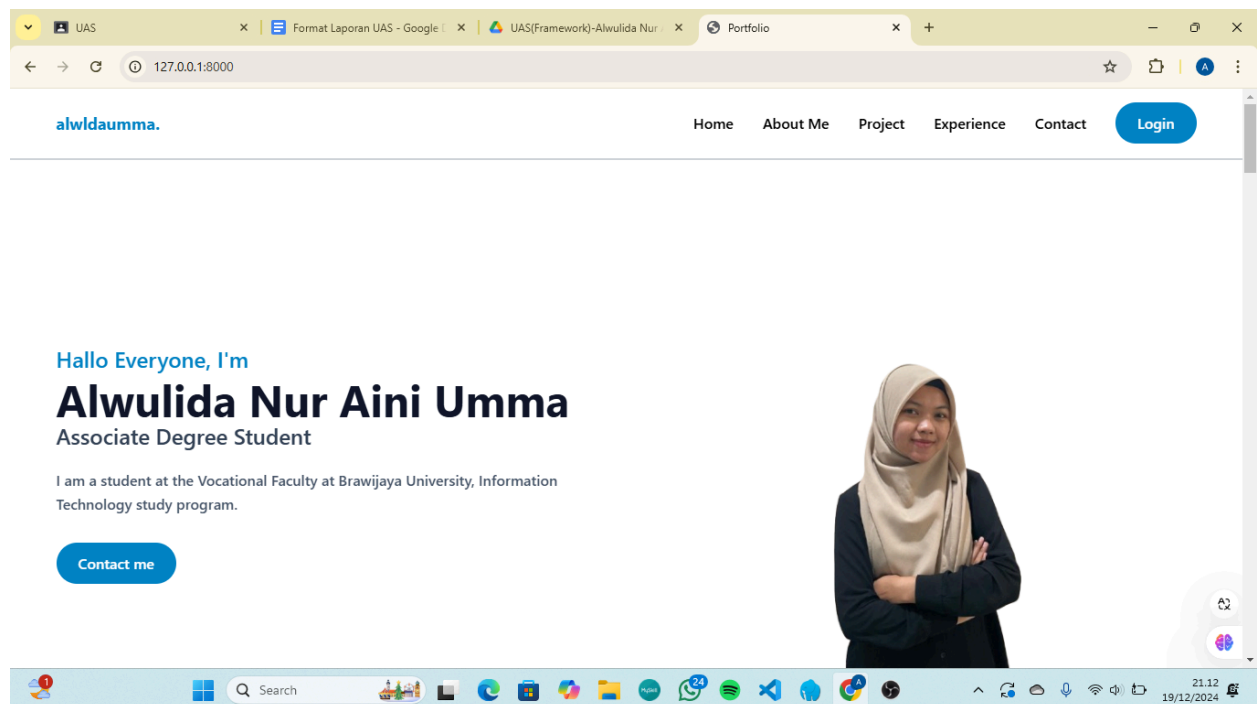 UAS
Format Laporan UAS - Google
UAS(Framework)-Alwulida Nur
Portfolio
127.0.0.1:8000
A
alwldaumma.
Home
About Me
Project
Experience
Contact
Login
Hallo Everyone, I'm
Alwulida Nur Aini Umma
Associate Degree Student
I am a student at the Vocational Faculty at Brawijaya University, Information
Technology study program.
Contact me
1
Search
24
21.12
19/12/2024